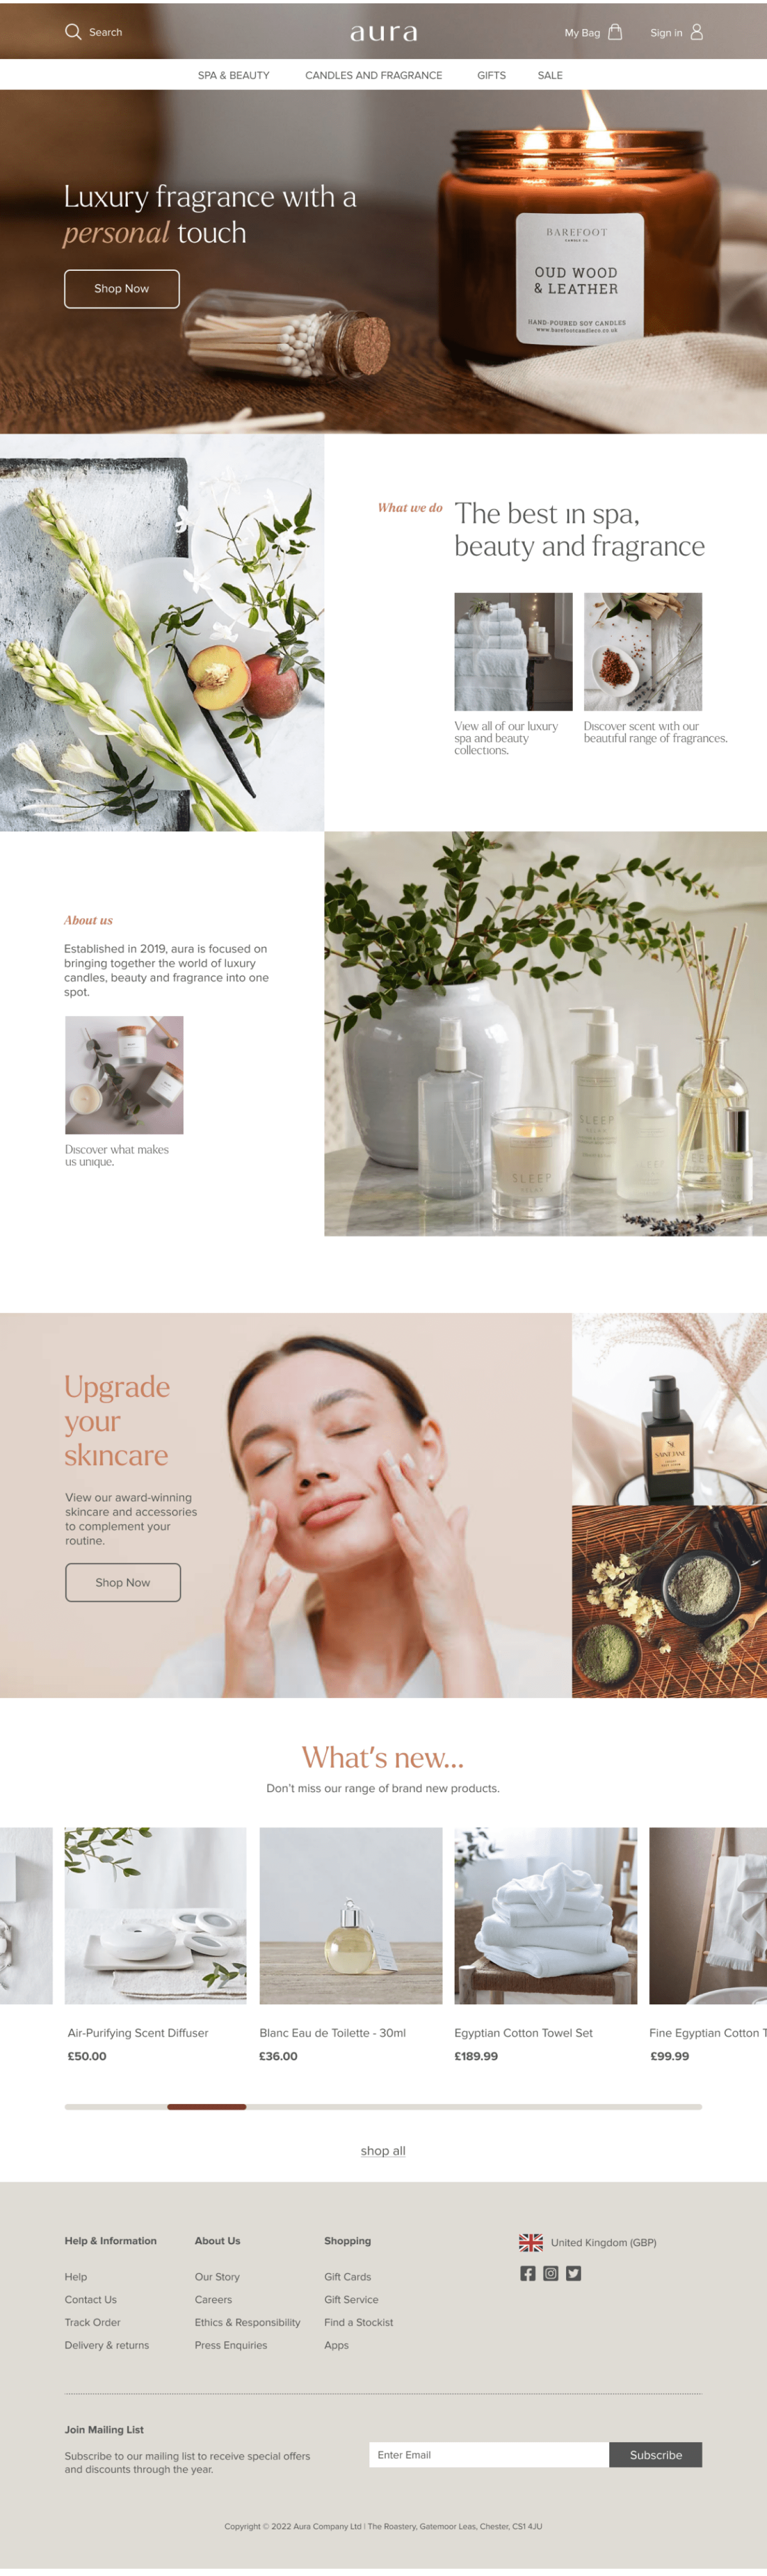 Search
aura
My Bag
Sign in
SPA & BEAUTY
CANDLES AND FRAGRANCE
GIFTS
SALE
Luxury fragrance with a
personal touch
Shop Now
BAREFOOT
CANDLE CO
OUD WOOD
& LEATHER
HAND-POURED SOY CANDLES
www.barefootcandleco.co.uk
What we do
The best in spa,
beauty and fragrance
View all of our luxury
spa and beauty
collections.
Discover scent with our
beautiful range of fragrances.
About us
Established in 2019, aura is focused on
bringing together the world of luxury
candles, beauty and fragrance into one
spot.
Discover what makes
us unique.
SLEEP
RELAX
SLEEP
RELAX
Upgrade
your
skincare
View our award-winning
skincare and accessories
to complement your
routine.
Shop Now
SAINT JANE
What's new...
Don't miss our range of brand new products.
Air-Purifying Scent Diffuser
£50.00
Blanc Eau de Toilette - 30ml
£36.00
Egyptian Cotton Towel Set
£189.99
Fine Egyptian Cotton T
£99.99
shop all
Help & Information
Help
Contact Us
Track Order
Delivery & returns
About Us
Our Story
Careers
Ethics & Responsibility
Press Enquiries
Shopping
Gift Cards
Gift Service
Find a Stockist
Apps
United Kingdom (GBP)
Join Mailing List
Subscribe to our mailing list to receive special offers
and discounts through the year.
Enter Email
Subscribe
Copyright © 2022 Aura Company Ltd | The Roastery, Gatemoor Leas, Chester, CS1 4JU